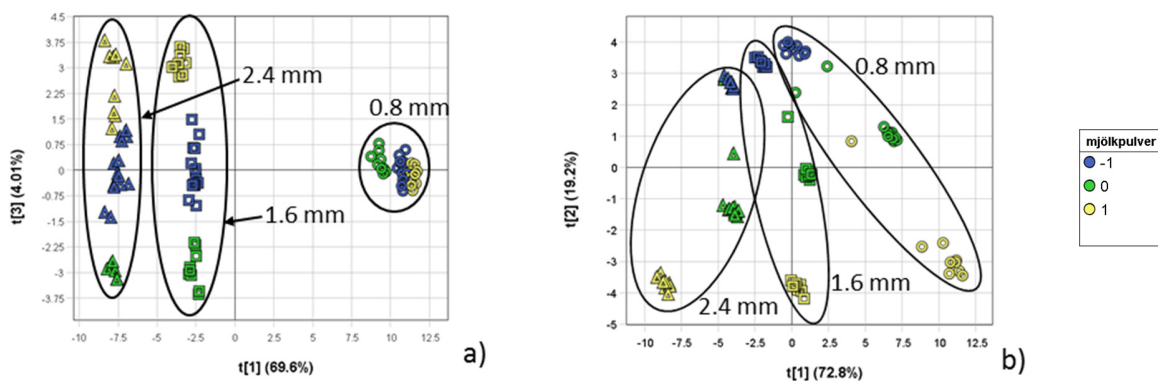 4.5
3.75
3
2.25
1.5
0.75
0
-0.75
-1.5
-2.25
-3
-3.75
t[3] (4.01%)
2.4 mm
0.8 mm
1.6 mm
-10 -7.5 -5 -2.5 0 2.5 5 7.5 10 12.5
t[1] (69.6%)
a)
4
3
2
1
0
-1
-2
-3
-4
-5
t[2] (19.2%)
0.8 mm
1.6 mm
2.4 mm
-10 -7.5 -5 -2.5 0 2.5 5 7.5 10 12.5
t[1] (72.8%)
b)
mjölkpulver
-1
0
1